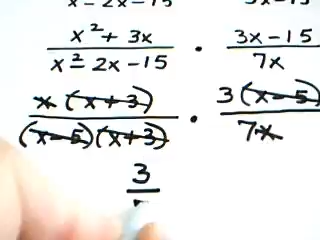 x² + 3x / x² - 2x - 15 · 3x - 15 / 7x
x (x+3) / (x-5)(x+3) · 3(x-5) / 7x
3